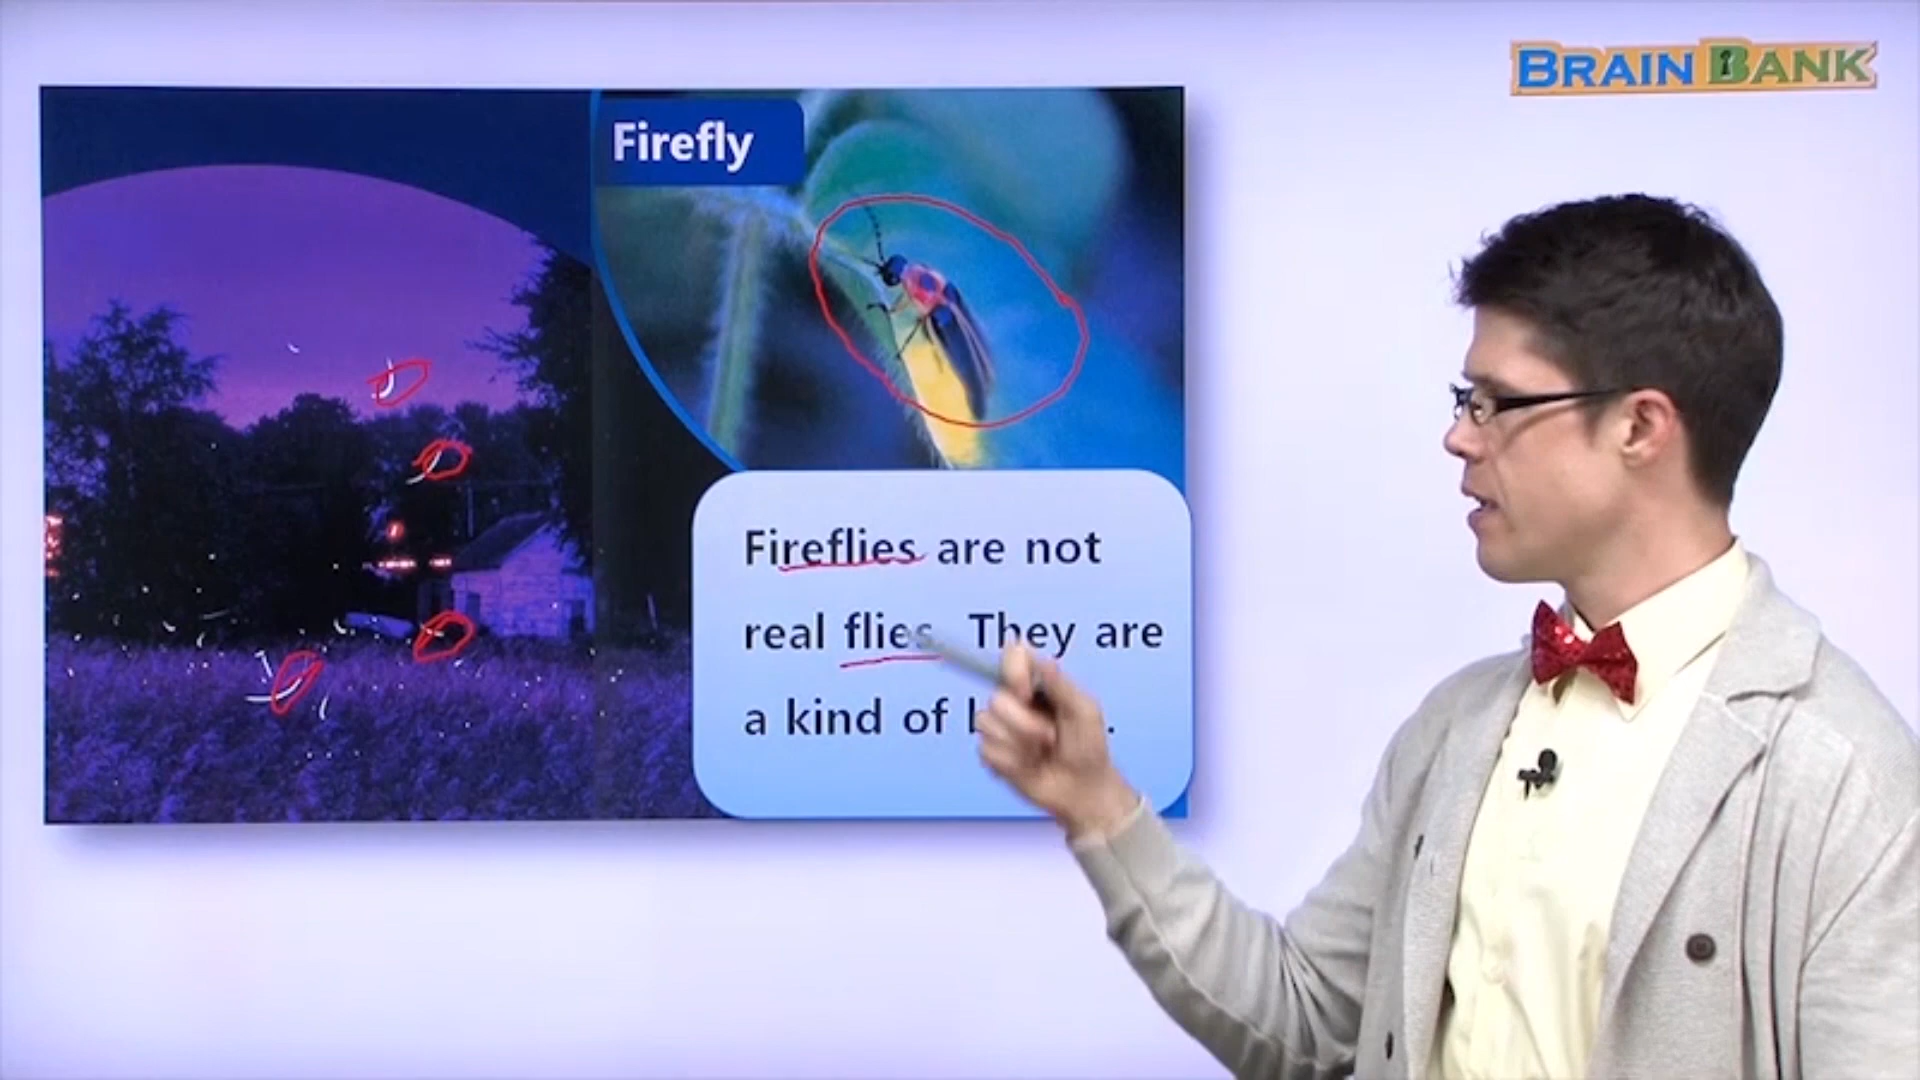 BRAIN BANK
Firefly
Fireflies are not
real flies. They are
a kind of